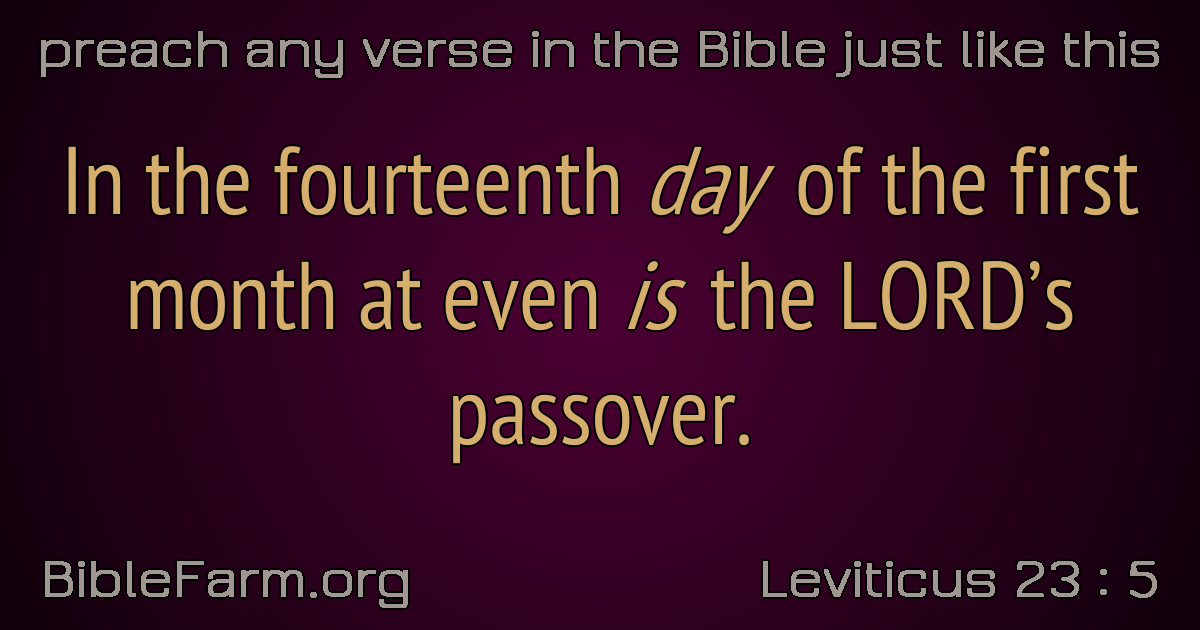 preach any verse in the Bible just like this
In the fourteenth day of the first
month at even is the LORD’s
passover.
BibleFarm.org
Leviticus 23 : 5